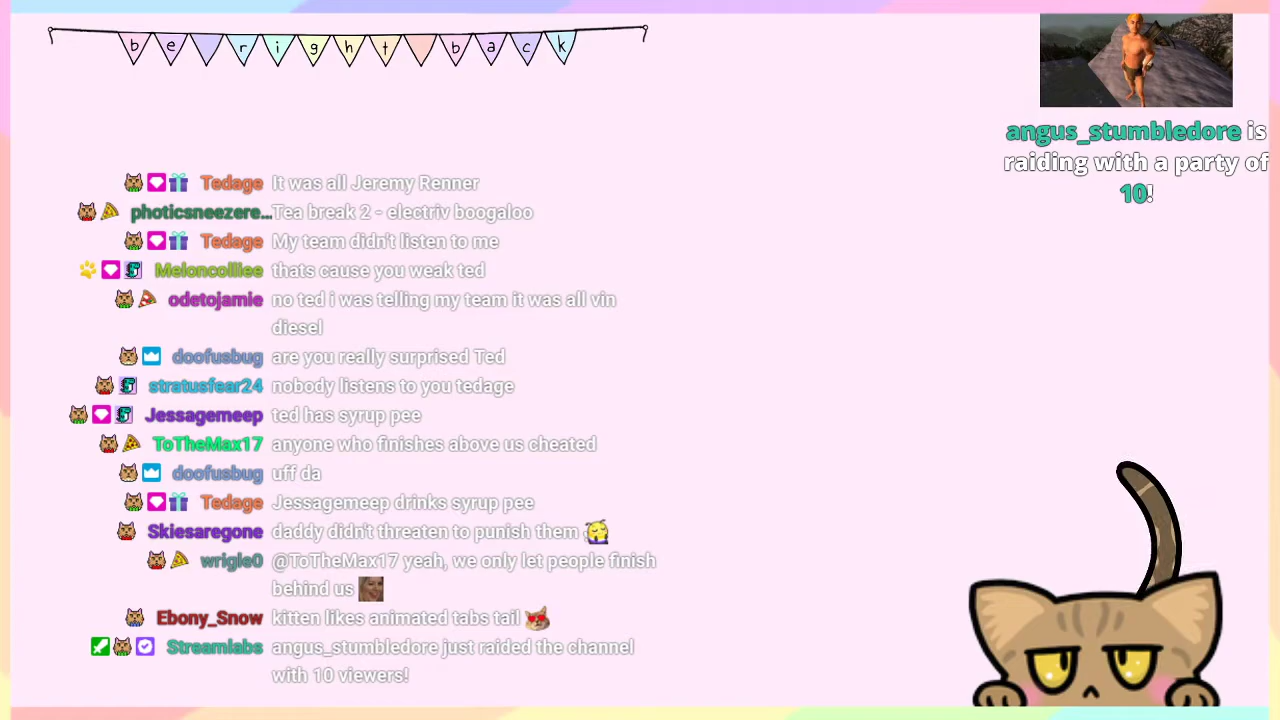 be right back
angus_stumbledore is
raiding with a party of
10!
Tedage It was all Jeremy Renner
photicsneezere... Tea break 2 - electriv boogaloo
Tedage My team didn't listen to me
Meloncolliee thats cause you weak ted
odetojamie no ted i was telling my team it was all vin
diesel
doofusbug are you really surprised Ted
stratusfear24 nobody listens to you tedage
Jessagemeep ted has syrup pee
ToTheMax17 anyone who finishes above us cheated
doofusbug uff da
Tedage Jessagemeep drinks syrup pee
Skiesaregone daddy didn't threaten to punish them
wrigle0 @ToTheMax17 yeah, we only let people finish
behind us
Ebony_Snow kitten likes animated tabs tail
Streamlabs angus_stumbledore just raided the channel
with 10 viewers!